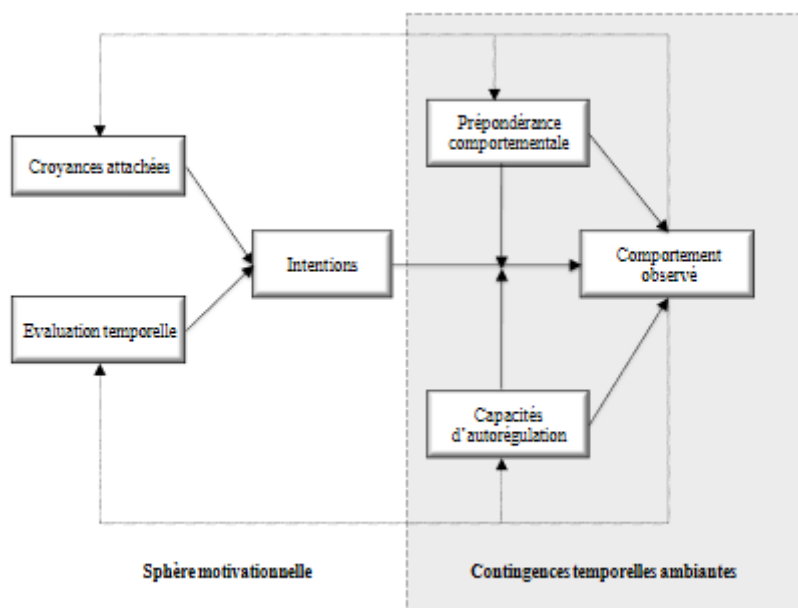 Prépondérance
comportementale
Croyances attachées
Intentions
Comportement
observé
Evaluation temporelle
Capacités
d'autorégulation
Sphère motivationnelle
Contingences temporelles ambiantes